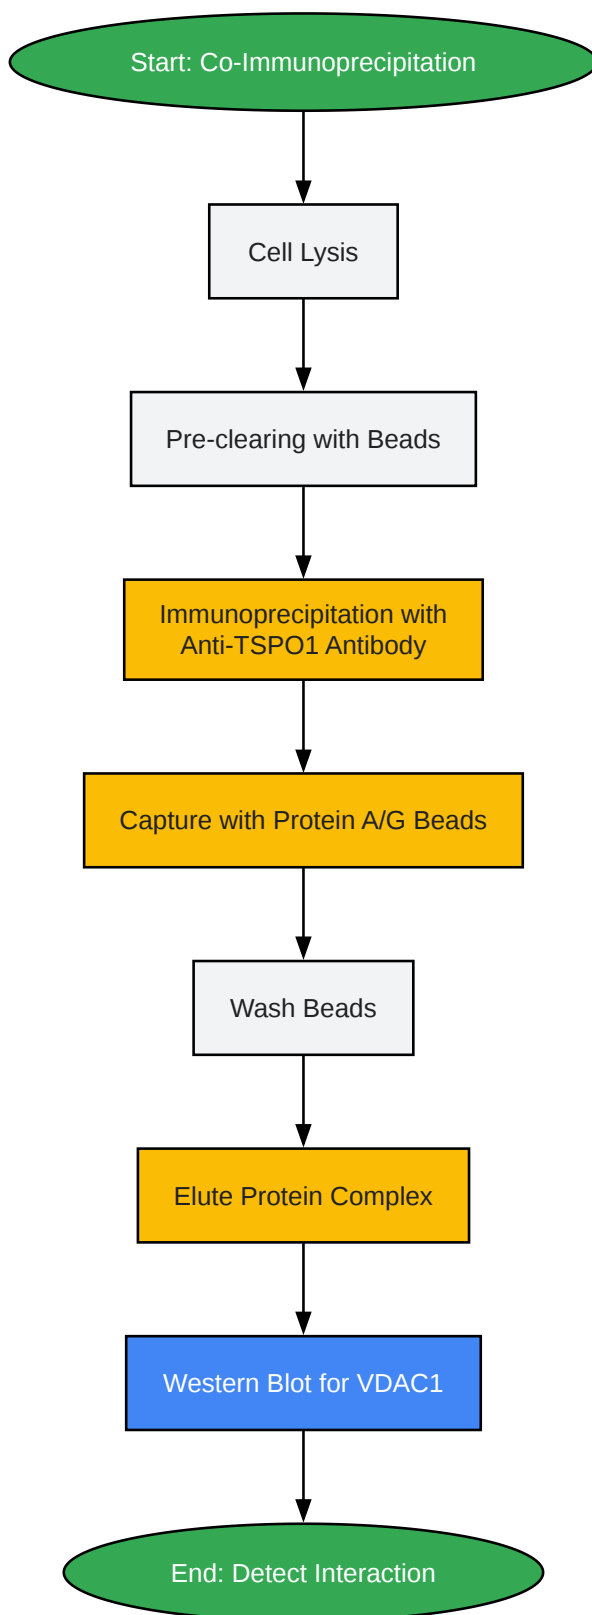 Start: Co-Immunoprecipitation
Cell Lysis
Pre-clearing with Beads
Immunoprecipitation with
Anti-TSPO1 Antibody
Capture with Protein A/G Beads
Wash Beads
Elute Protein Complex
Western Blot for VDAC1
End: Detect Interaction